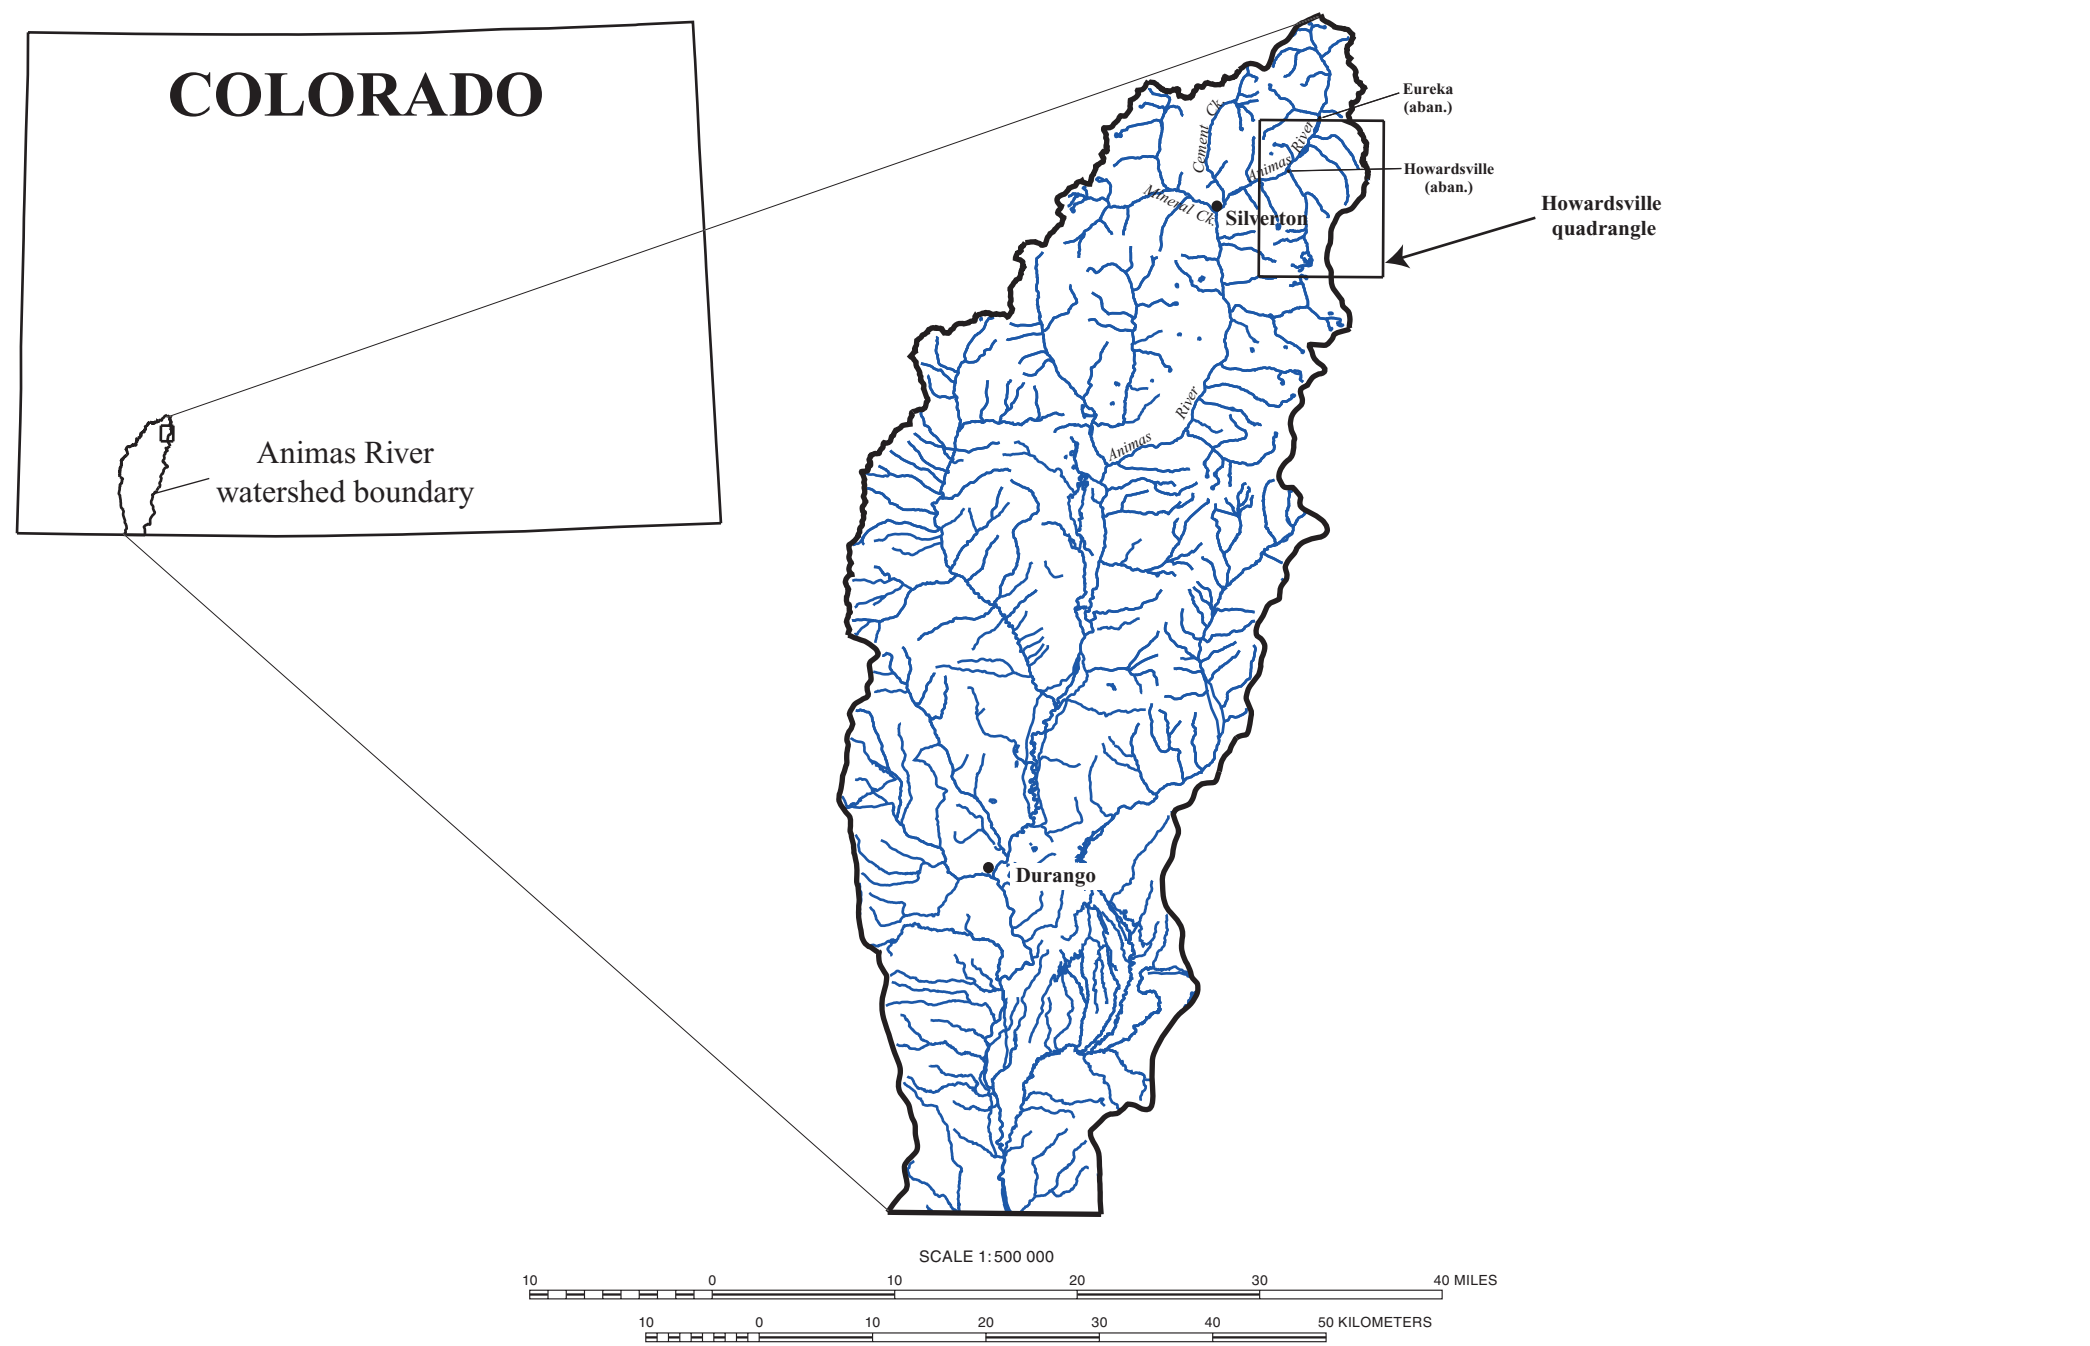 COLORADO
Animas River
watershed boundary
Eureka
(aban.)
Cement Ck.
Animas River
Howardsville
(aban.)
Mineral Ck.
Silverton
Howardsville
quadrangle
Animas River
Durango
SCALE 1:500 000
10 0 10 20 30 40 MILES
10 0 10 20 30 40 50 KILOMETERS